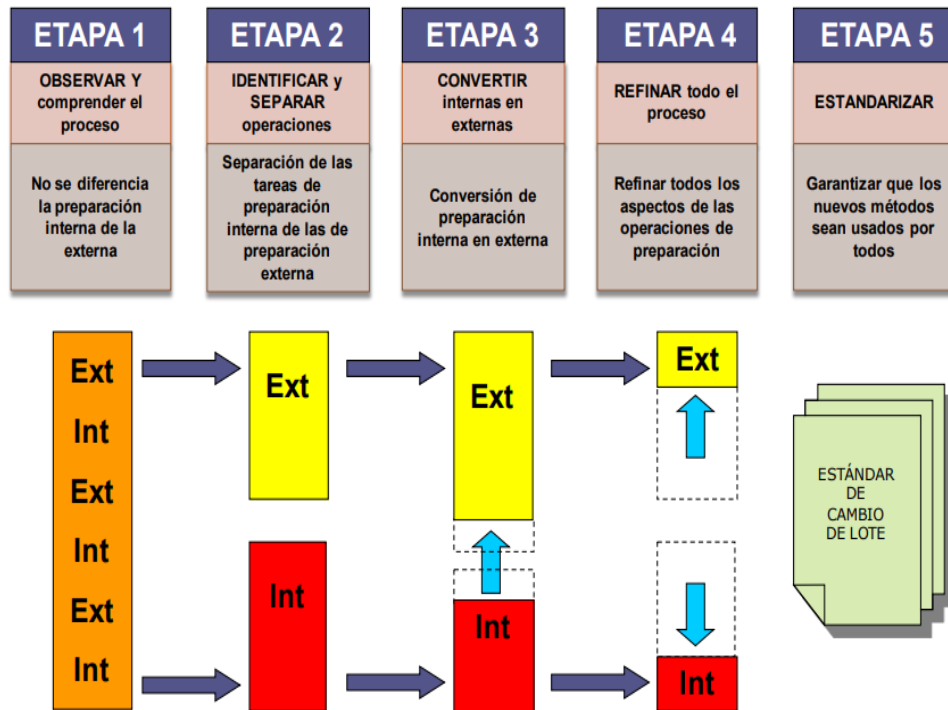 ETAPA 1
OBSERVAR Y
comprender el
proceso
No se diferencia
la preparación
interna de la
externa
ETAPA 2
IDENTIFICAR y
SEPARAR
operaciones
Separación de las
tareas de
preparación
interna de las de
preparación
externa
ETAPA 3
CONVERTIR
internas en
externas
Conversión de
preparación
interna en externa
ETAPA 4
REFINAR todo el
proceso
Refinar todos los
aspectos de las
operaciones de
preparación
ETAPA 5
ESTANDARIZAR
Garantizar que los
nuevos métodos
sean usados por
todos
Ext
Int
Ext
Int
Ext
Int
Ext
Int
Ext
Int
Ext
Int
ESTÁNDAR
DE
CAMBIO
DE LOTE